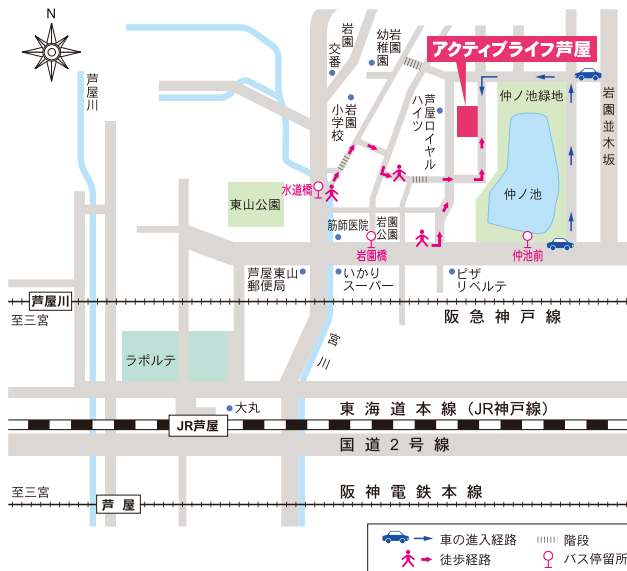 N
岩園
交番
岩園
幼稚園
アクティブライフ芦屋
芦屋川
岩園
小学校
芦屋ロイヤル
ハイツ
仲ノ池緑地
岩園並木坂
水道橋
仲ノ池
東山公園
筋師医院
岩園
公園
岩園橋
仲池前
芦屋東山
郵便局
いかり
スーパー
ピザ
リベルテ
芦屋川
至三宮
阪急神戸線
宮川
ラポルテ
大丸
東海道本線（JR神戸線）
JR芦屋
国道2号線
至三宮
阪神電鉄本線
芦屋
車の進入経路
階段
徒歩経路
バス停留所